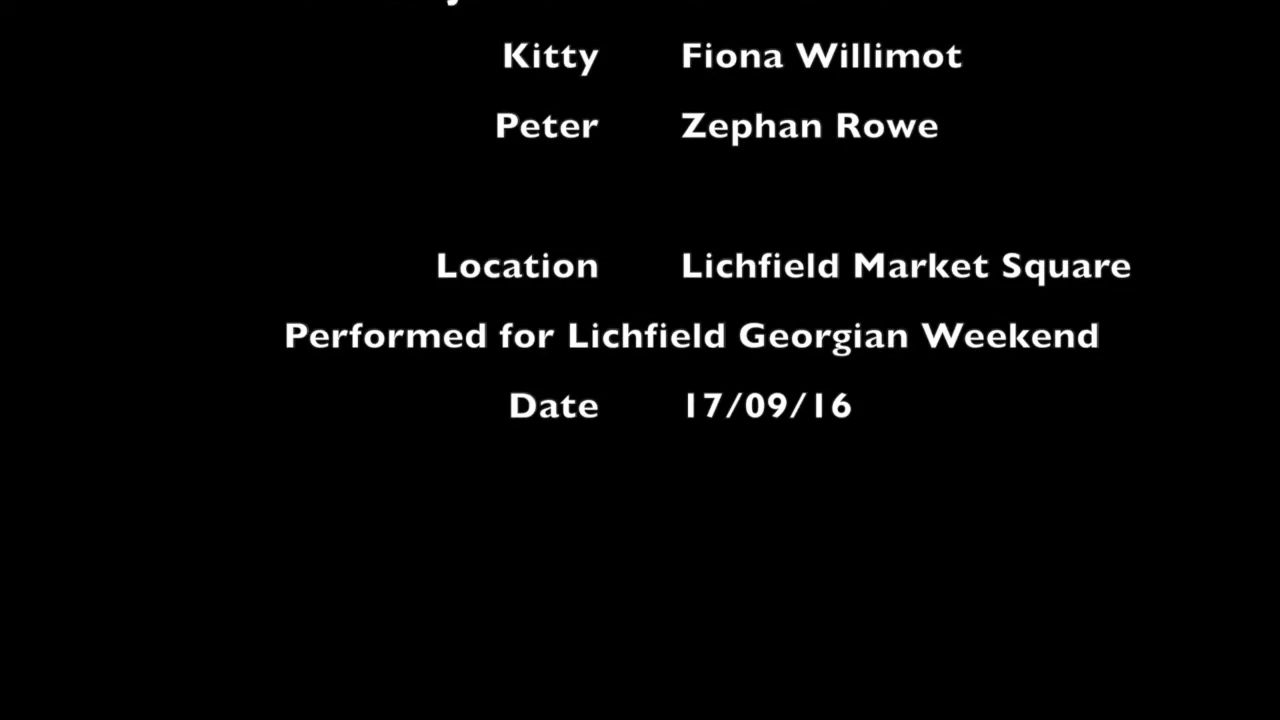 Kitty Fiona Willimot
Peter Zephan Rowe
Location Lichfield Market Square
Performed for Lichfield Georgian Weekend
Date 17/09/16